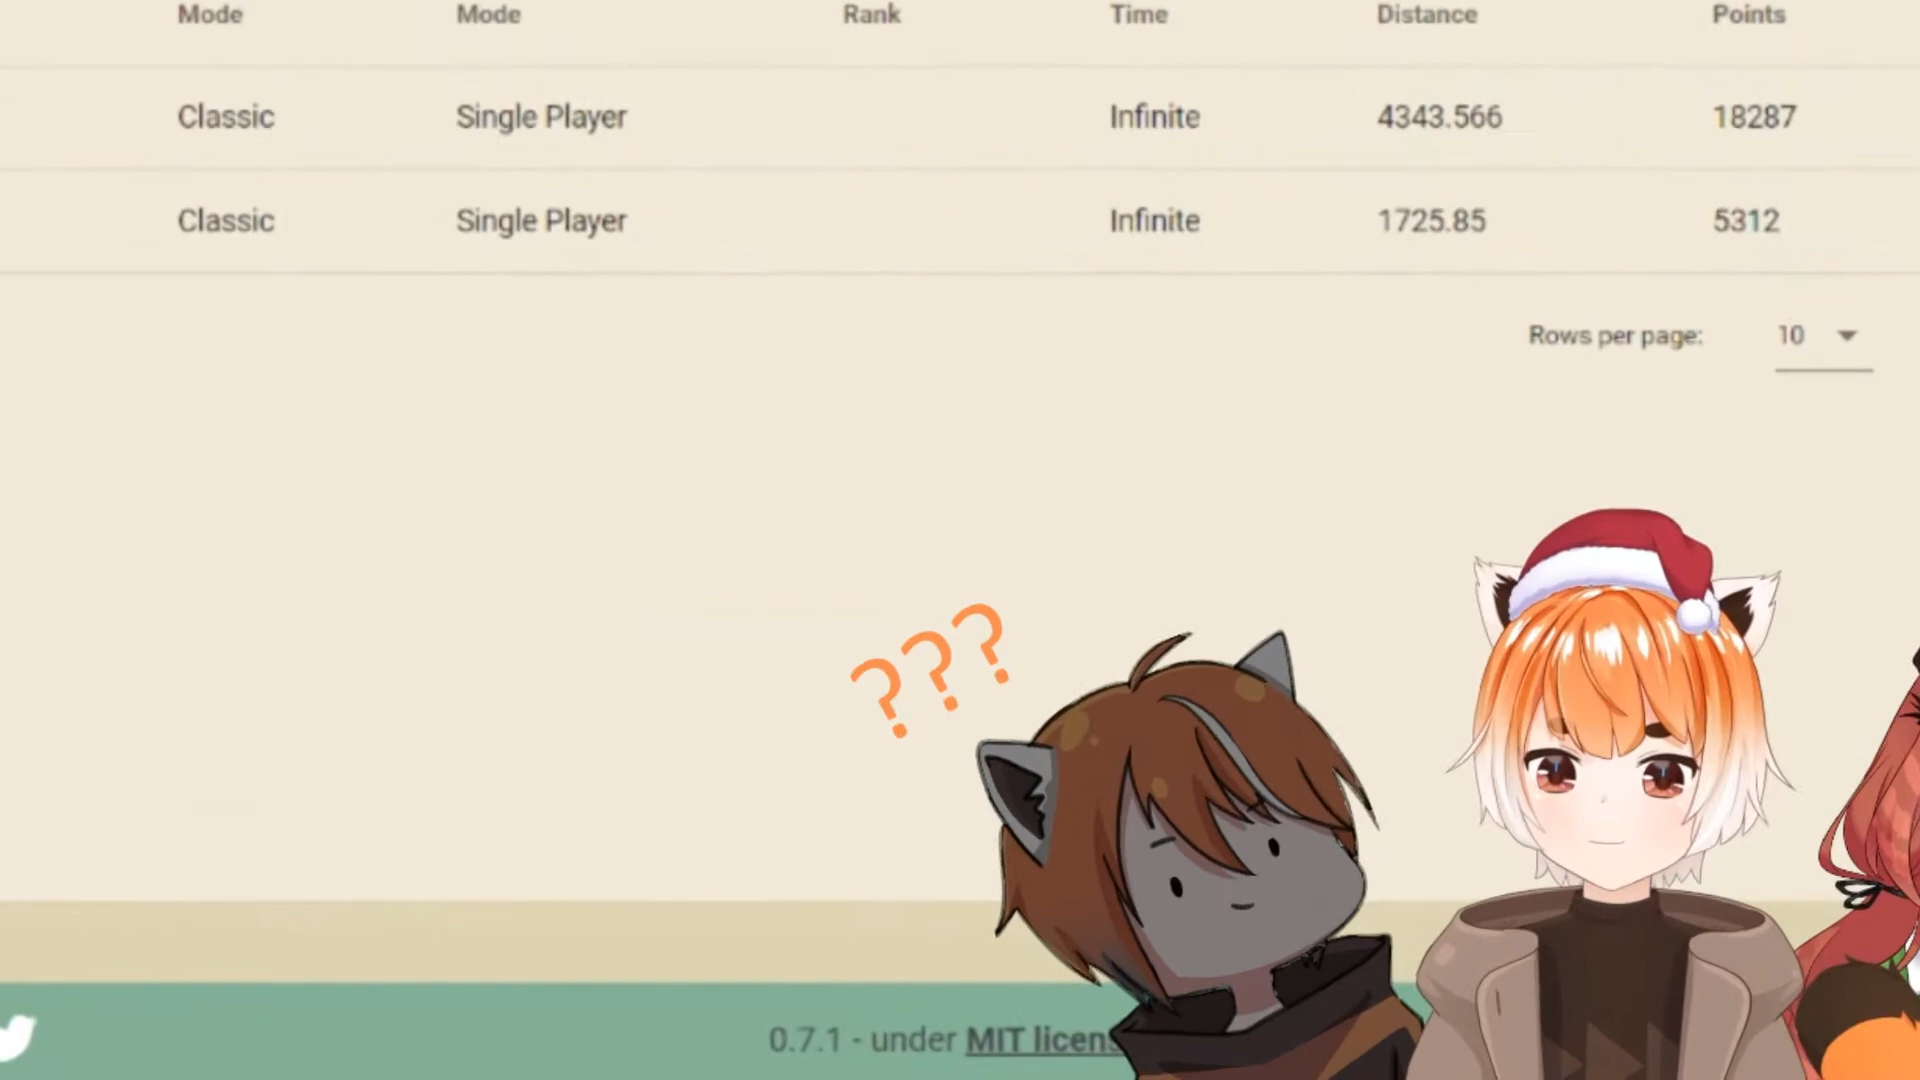 Mode Mode Rank Time Distance Points
Classic Single Player Infinite 4343.566 18287
Classic Single Player Infinite 1725.85 5312
Rows per page: 10
???
0.7.1 - under MIT licens